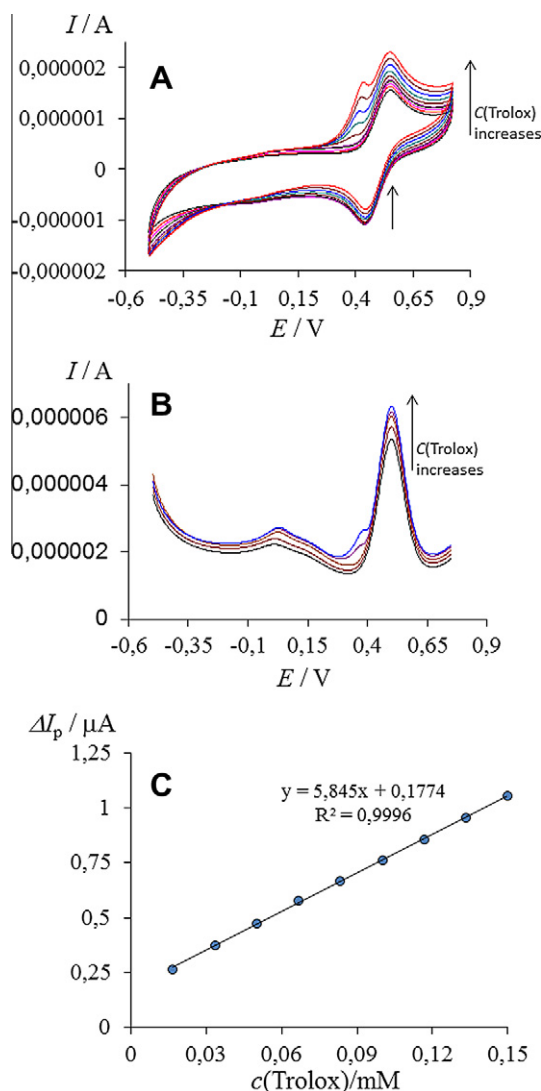 I / A
A
0,000002
0,000001
0
-0,000001
-0,000002
C(Trolox)
increases
-0,6 -0,35 -0,1 0,15 0,4 0,65 0,9
E / V
I / A
B
0,000006
0,000004
0,000002
0
C(Trolox)
increases
-0,6 -0,35 -0,1 0,15 0,4 0,65 0,9
E / V
ΔIp / µA
C
1,25
1
0,75
0,5
0,25
0
y = 5,845x + 0,1774
R² = 0,9996
0 0,03 0,06 0,09 0,12 0,15
c(Trolox)/mM